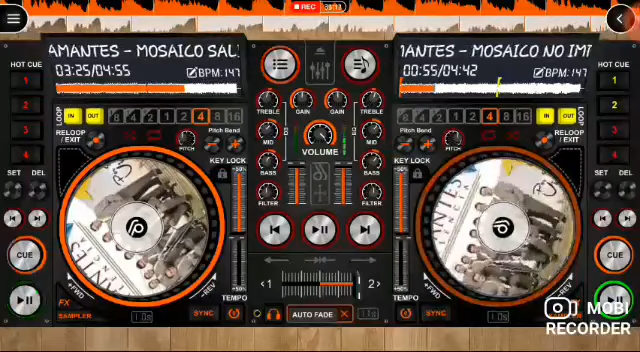 REC
AMANTES - MOSAICO SAL
03:25/04:55
BPM:147
MANTES - MOSAICO NO IMP
00:55/04:42
BPM:147
HOT CUE
1
2
3
4
SET
DEL
CUE
LOOP
IN
OUT
2
4
8
16
RELOOP
/ EXIT
PITCH
Pitch Bend
KEY LOCK
+FWD
-REV
FX
SAMPLER
SYNC
TEMPO
TREBLE
GAIN
GAIN
TREBLE
MID
EQ
VOLUME
EQ
MID
BASS
BASS
FILTER
FILTER
1
2
AUTO FADE
IN
OUT
LOOP
2
4
8
16
PITCH
Pitch Bend
RELOOP
/ EXIT
KEY LOCK
TEMPO
SYNC
+FWD
-REV
HOT CUE
1
2
3
4
SET
DEL
CUE
MOBI
RECORDER